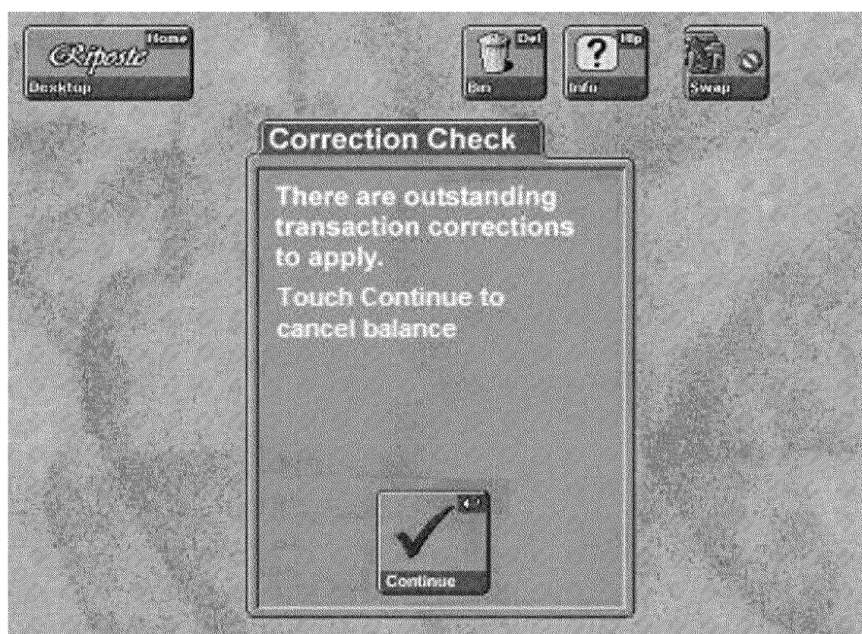 Riposte
Home
Desktop
Del
Bin
Hlp
Info
Swap
Correction Check
There are outstanding
transaction corrections
to apply.
Touch Continue to
cancel balance
Continue